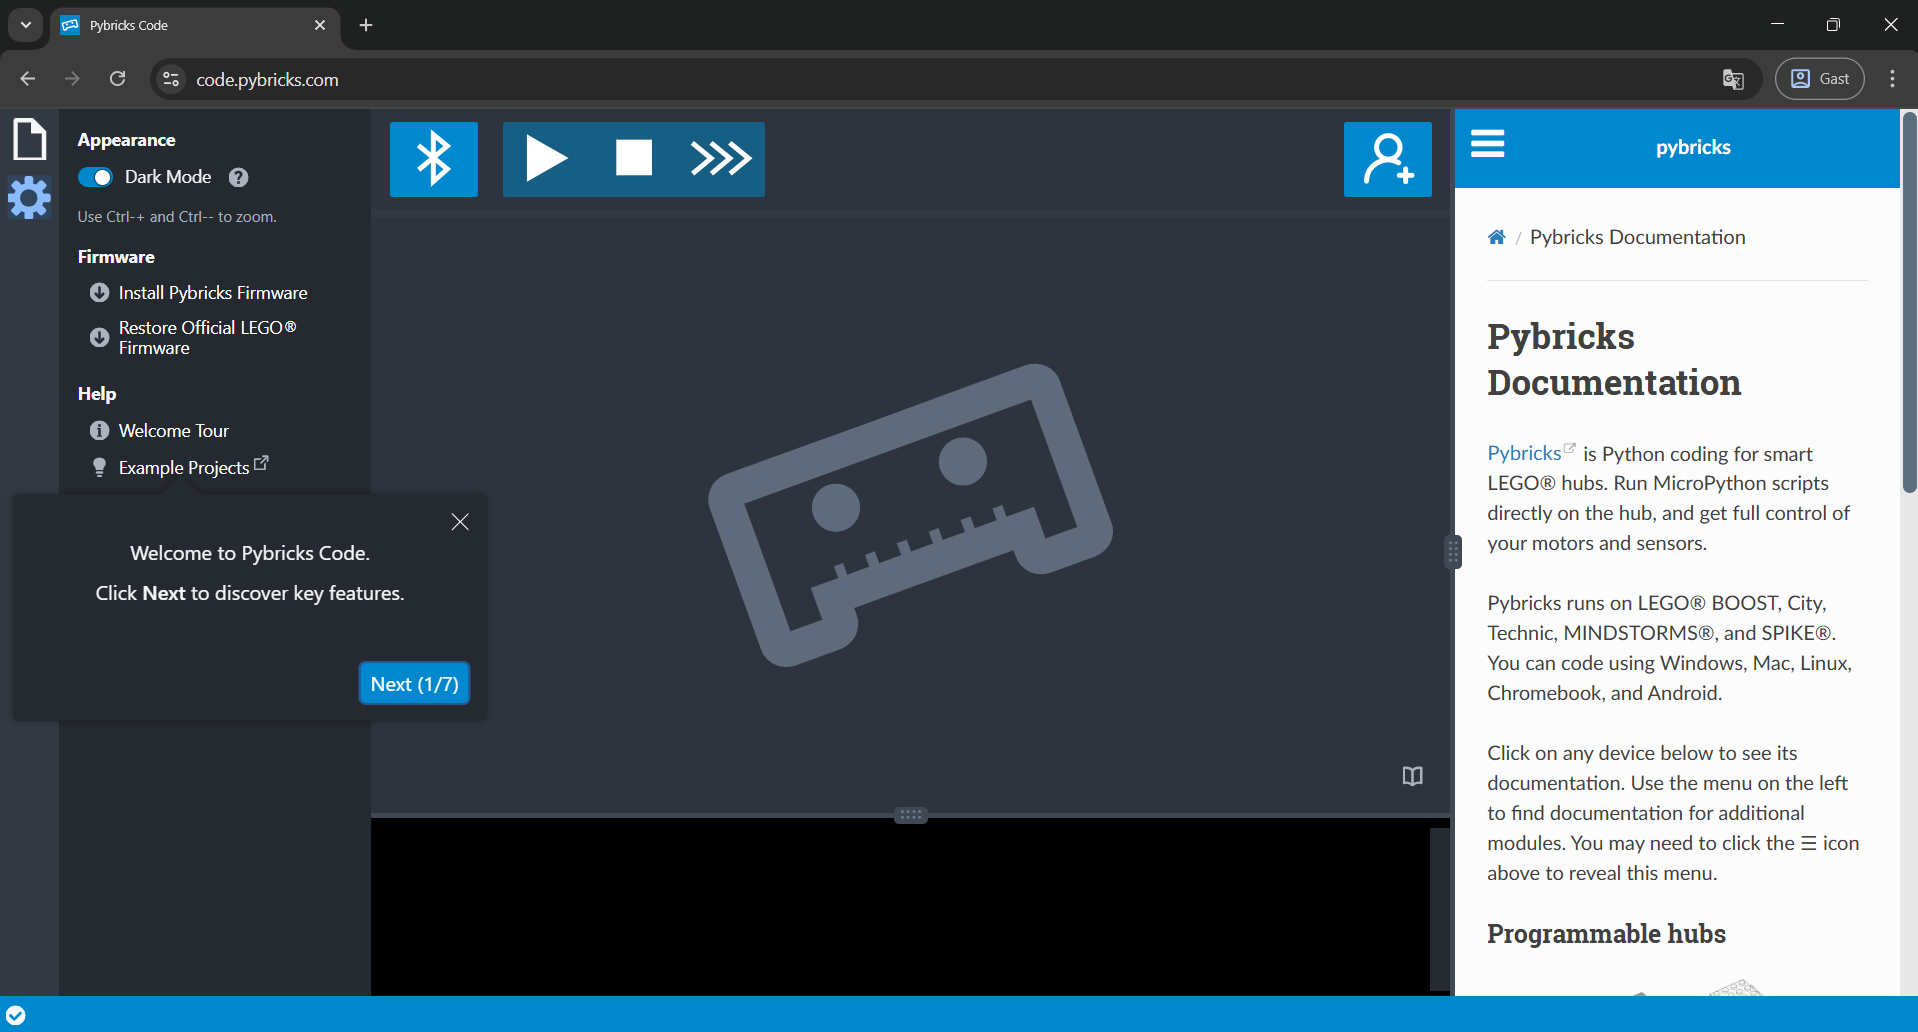 Pybricks Code
code.pybricks.com
Gast
Appearance
Dark Mode
Use Ctrl-+ and Ctrl-- to zoom.
Firmware
Install Pybricks Firmware
Restore Official LEGO®
Firmware
Help
Welcome Tour
Example Projects
Welcome to Pybricks Code.
Click Next to discover key features.
Next (1/7)
pybricks
/ Pybricks Documentation
Pybricks
Documentation
Pybricks is Python coding for smart
LEGO® hubs. Run MicroPython scripts
directly on the hub, and get full control of
your motors and sensors.
Pybricks runs on LEGO® BOOST, City,
Technic, MINDSTORMS®, and SPIKE®.
You can code using Windows, Mac, Linux,
Chromebook, and Android.
Click on any device below to see its
documentation. Use the menu on the left
to find documentation for additional
modules. You may need to click the ☰ icon
above to reveal this menu.
Programmable hubs